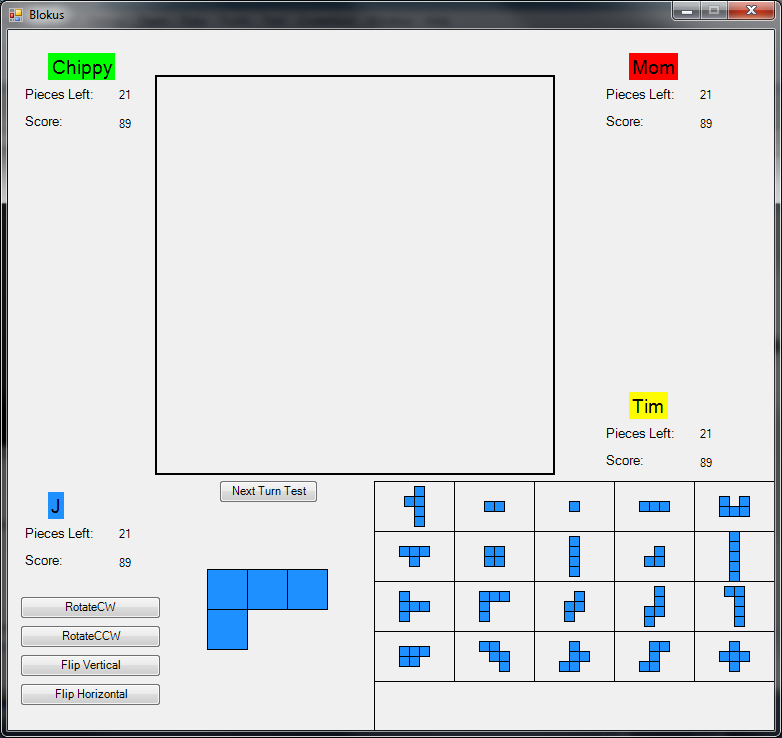 Blokus
Chippy
Pieces Left: 21
Score: 89
Mom
Pieces Left: 21
Score: 89
Tim
Pieces Left: 21
Score: 89
Next Turn Test
J
Pieces Left: 21
Score: 89
RotateCW
RotateCCW
Flip Vertical
Flip Horizontal